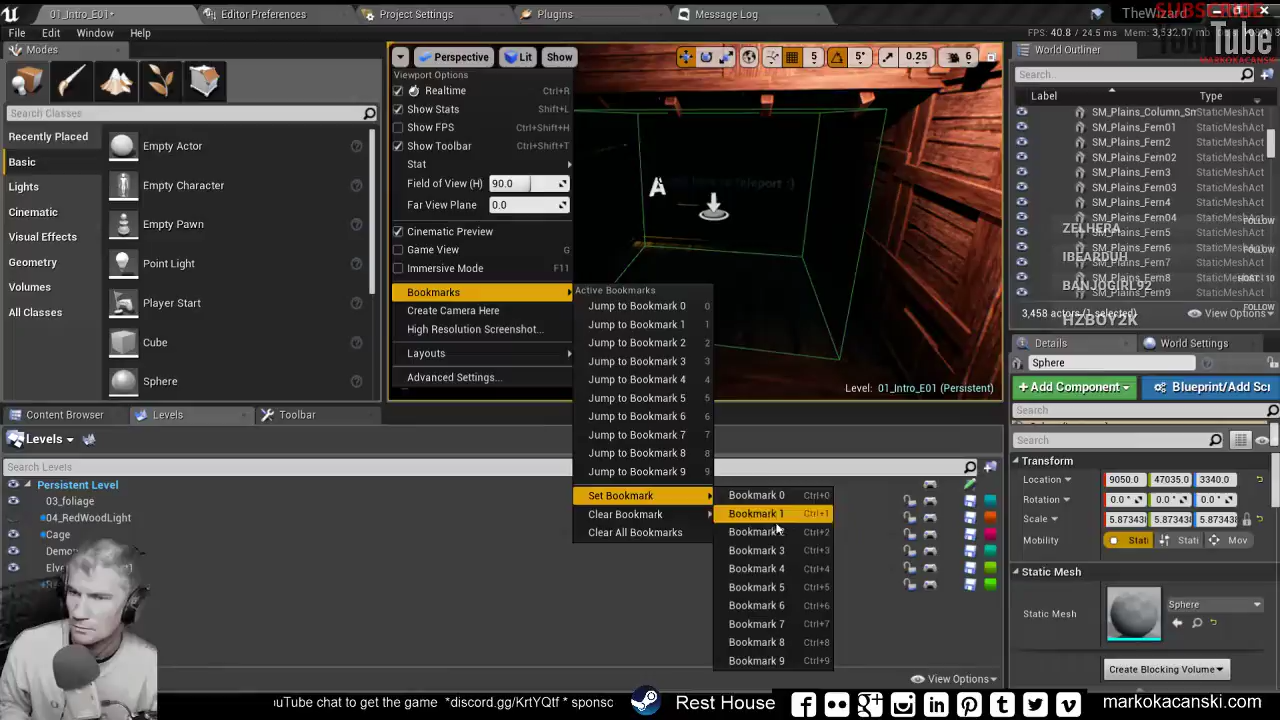 01_Intro_E01*
Editor Preferences
Project Settings
Plugins
Message Log
TheWizard
SUBSCRIBE
YouTube
MARKOKACANSKI
File Edit Window Help
FPS: 40.8 / 24.5 ms
Modes
Perspective
Lit
Show
5
5°
0.25
6
World Outliner
Viewport Options
Realtime Ctrl+R
Show Stats Shift+L
Show FPS Ctrl+Shift+H
Show Toolbar Ctrl+Shift+T
Stat
Field of View (H) 90.0
Far View Plane 0.0
Cinematic Preview
Game View G
Immersive Mode F11
Bookmarks
Create Camera Here
High Resolution Screenshot...
Layouts
Advanced Settings...
Search Classes
Recently Placed
Basic
Lights
Cinematic
Visual Effects
Geometry
Volumes
All Classes
Empty Actor
Empty Character
Empty Pawn
Point Light
Player Start
Cube
Sphere
Active Bookmarks
Jump to Bookmark 0 0
Jump to Bookmark 1 1
Jump to Bookmark 2 2
Jump to Bookmark 3 3
Jump to Bookmark 4 4
Jump to Bookmark 5 5
Jump to Bookmark 6 6
Jump to Bookmark 7 7
Jump to Bookmark 8 8
Jump to Bookmark 9 9
Set Bookmark
Clear Bookmark
Clear All Bookmarks
Bookmark 0 Ctrl+0
Bookmark 1 Ctrl+1
Bookmark 2 Ctrl+2
Bookmark 3 Ctrl+3
Bookmark 4 Ctrl+4
Bookmark 5 Ctrl+5
Bookmark 6 Ctrl+6
Bookmark 7 Ctrl+7
Bookmark 8 Ctrl+8
Bookmark 9 Ctrl+9
teleport :)
Level: 01_Intro_E01 (Persistent)
Search...
Label Type
SM_Plains_Column_Sm StaticMeshAct
SM_Plains_Fern01 StaticMeshAct
SM_Plains_Fern2 StaticMeshAct
SM_Plains_Fern02 StaticMeshAct
SM_Plains_Fern03 StaticMeshAct
SM_Plains_Fern4 StaticMeshAct
SM_Plains_Fern04 StaticMeshAct
SM_Plains_Fern5 StaticMeshAct
SM_Plains_Fern6 StaticMeshAct
SM_Plains_Fern7 StaticMeshAct
SM_Plains_Fern8 StaticMeshAct
SM_Plains_Fern9 StaticMeshAct
ZELHERA FOLLOW
IBEARDUH FOLLOW
BANJOGIRL92
HZBOY2K FOLLOW
3,458 actors (1 selected)
View Options
Details
World Settings
Sphere
Add Component
Blueprint/Add Scri
Search
Search
Transform
Location 9050.0 47035.0 3340.0
Rotation 0.0 ° 0.0 ° 0.0 °
Scale 5.87343 5.87343 5.87343
Mobility Stati Stati Mov
Static Mesh
Static Mesh
Sphere
Create Blocking Volume
Content Browser
Levels
Toolbar
Levels
Search Levels
Persistent Level
03_foliage
04_RedWoodLight
Cage
View Options
uTube chat to get the game *discord.gg/KrtYQtf * sponsc
Rest House
markokacanski.com